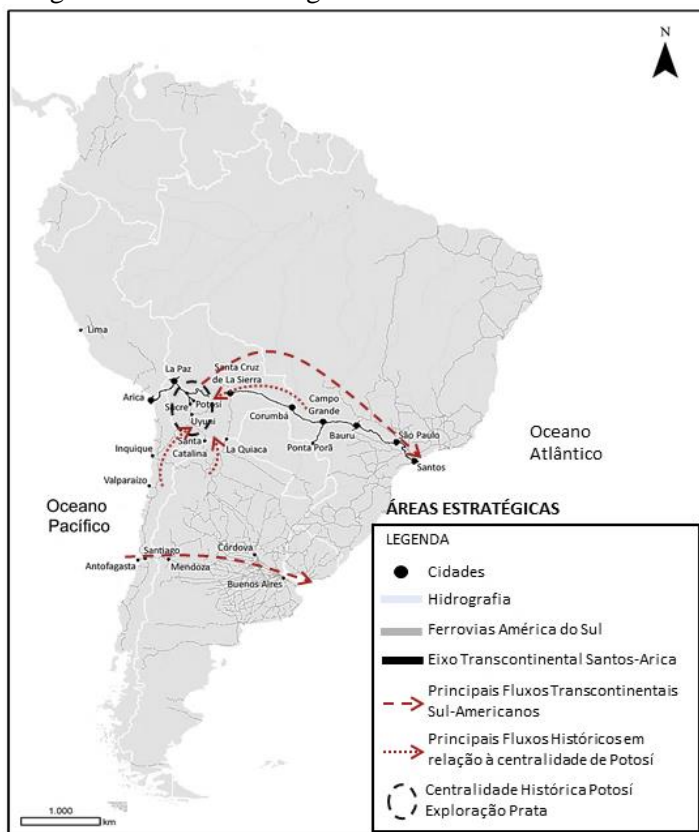 N
Lima
La Paz
Santa Cruz
de La Sierra
Arica
Sucre
Potosí
Uyuni
Corumbá
Campo
Grande
Santa
Catalina
La Quiaca
Ponta Porã
Bauru
São Paulo
Santos
Oceano
Atlântico
Inquique
Valparaízo
Oceano
Pacífico
Santiago
Antofagasta
Mendoza
Córdova
Buenos Aires
ÁREAS ESTRATÉGICAS
LEGENDA
Cidades
Hidrografia
Ferrovias América do Sul
Eixo Transcontinental Santos-Arica
Principais Fluxos Transcontinentais
Sul-Americanos
Principais Fluxos Históricos em
relação à centralidade de Potosí
Centralidade Histórica Potosí
Exploração Prata
1.000
km